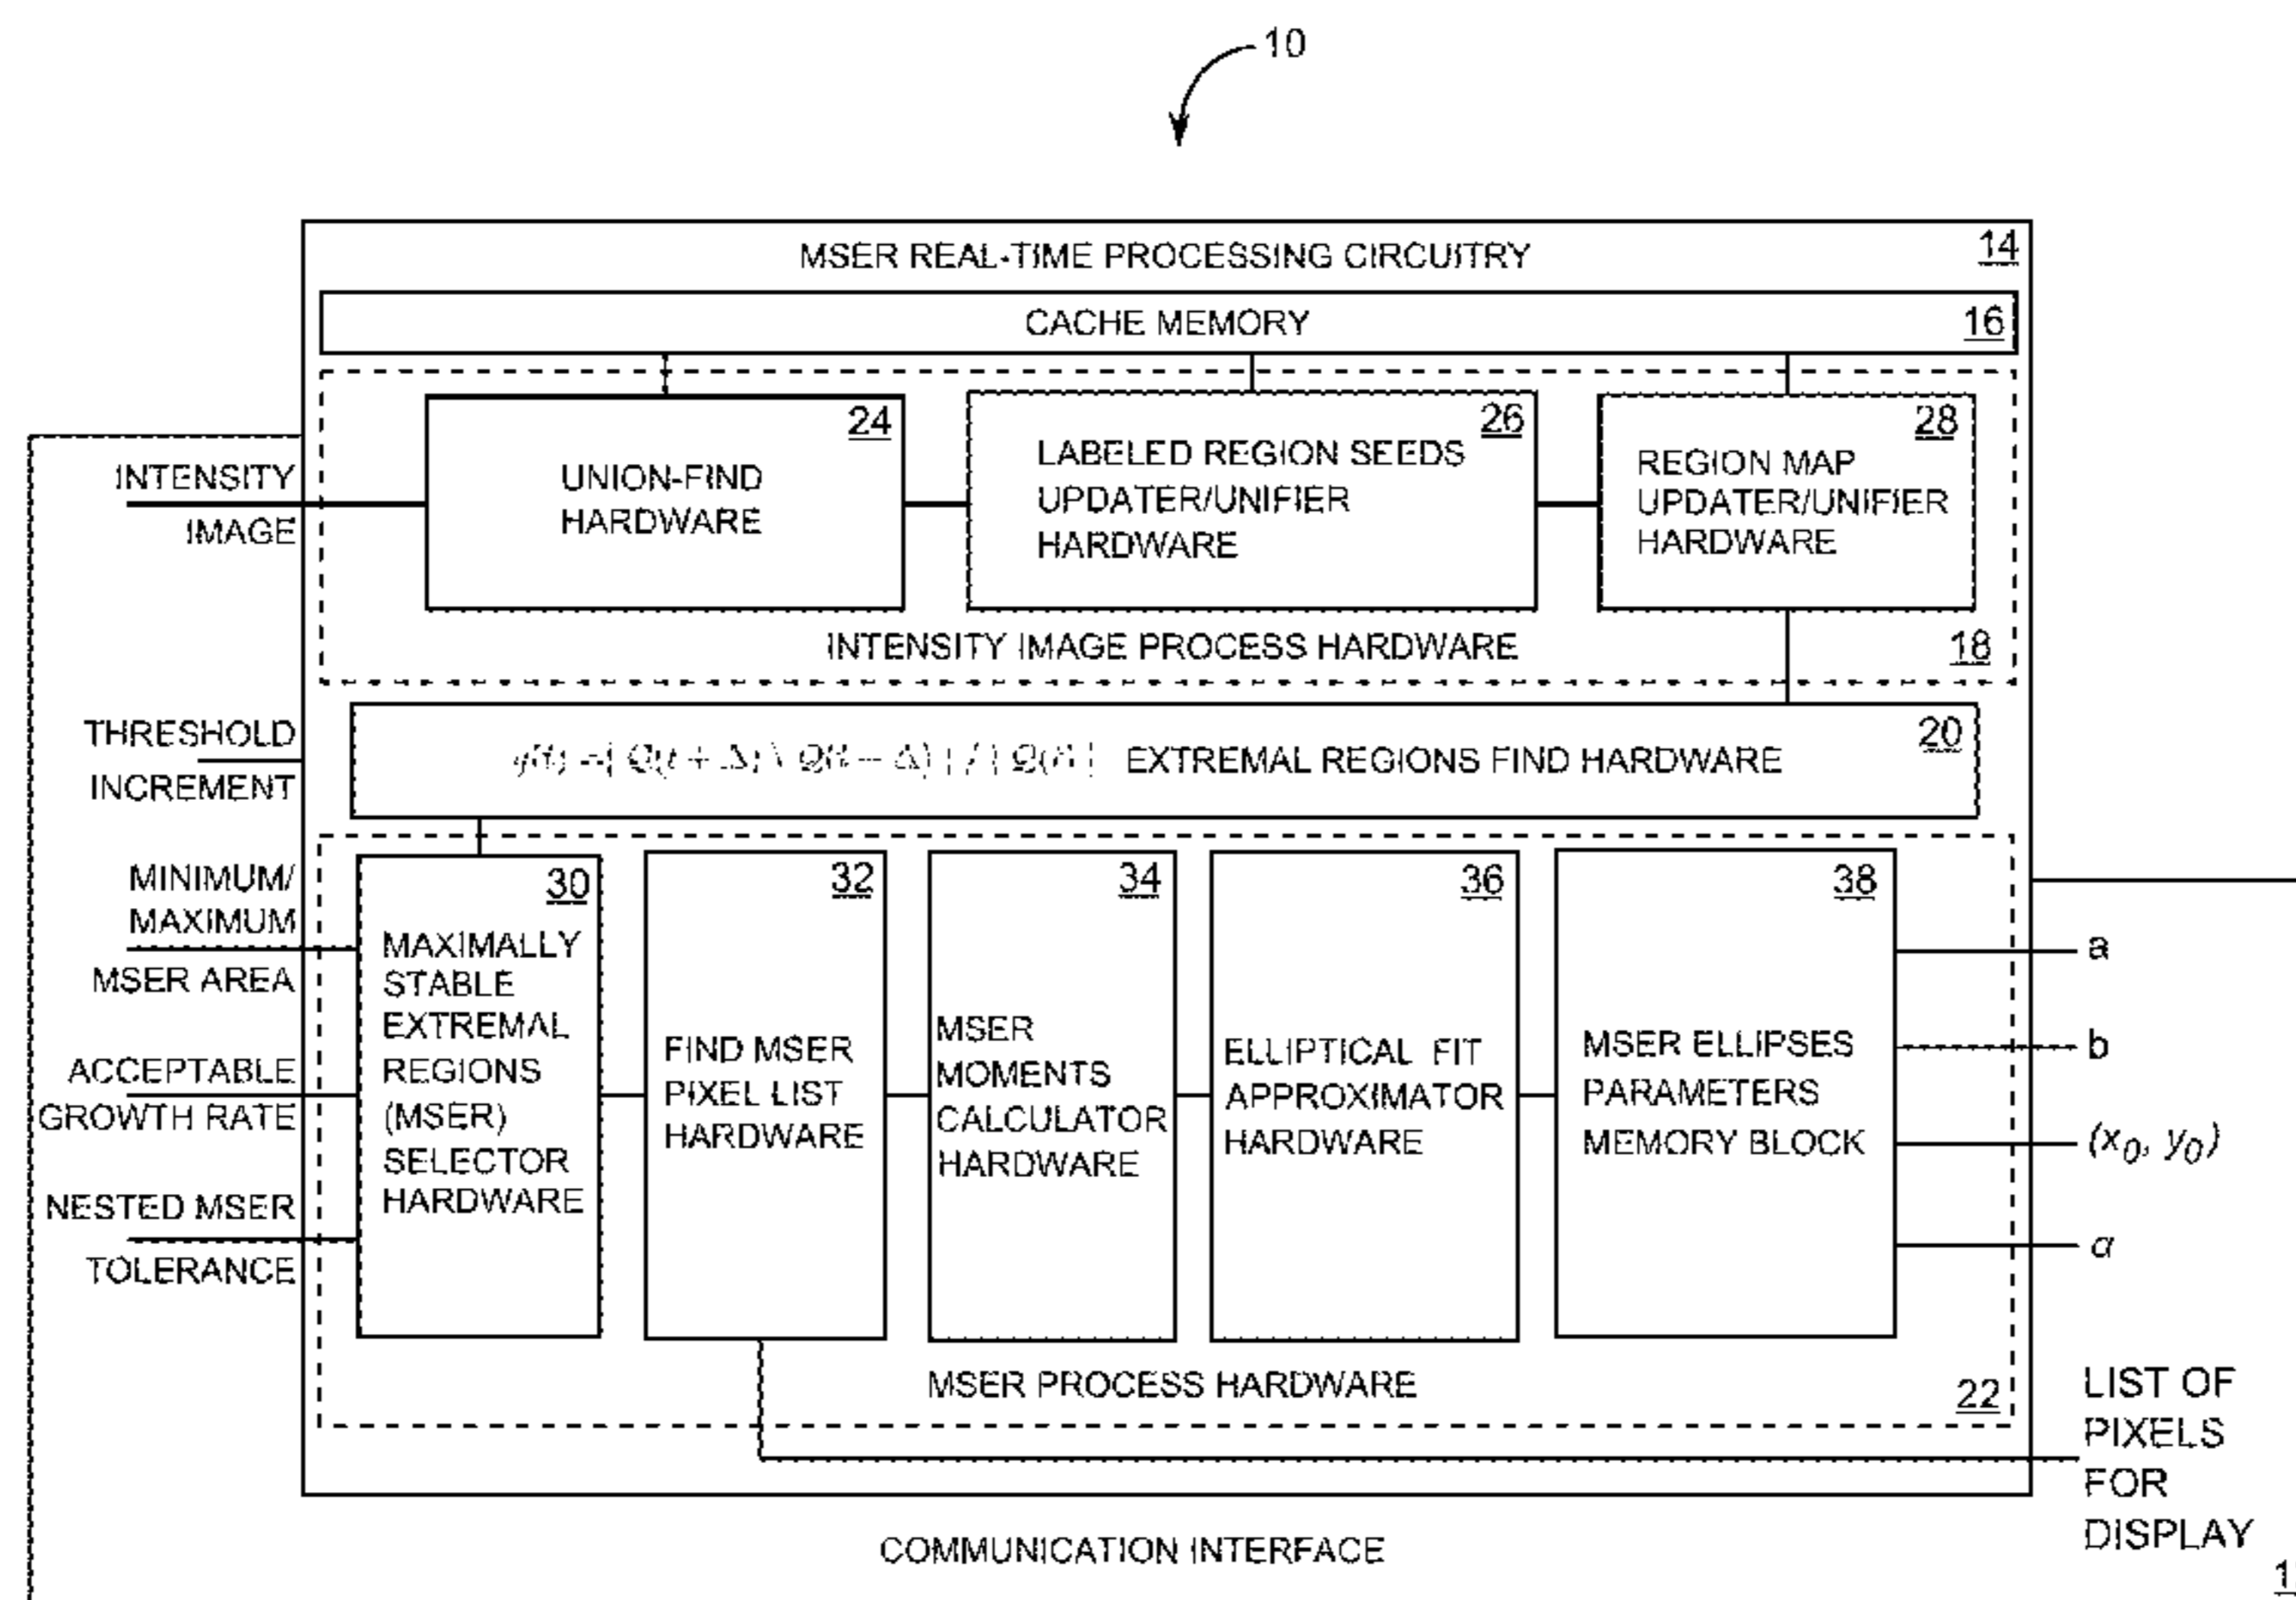 10
MSER REAL-TIME PROCESSING CIRCUITRY
14
CACHE MEMORY
16
24
UNION-FIND
HARDWARE
26
LABELED REGION SEEDS
UPDATER/UNIFIER
HARDWARE
28
REGION MAP
UPDATER/UNIFIER
HARDWARE
INTENSITY IMAGE PROCESS HARDWARE
18
INTENSITY
IMAGE
THRESHOLD
INCREMENT
EXTREMAL REGIONS FIND HARDWARE
20
MINIMUM/
MAXIMUM
MSER AREA
ACCEPTABLE
GROWTH RATE
NESTED MSER
TOLERANCE
30
MAXIMALLY
STABLE
EXTREMAL
REGIONS
(MSER)
SELECTOR
HARDWARE
32
FIND MSER
PIXEL LIST
HARDWARE
34
MSER
MOMENTS
CALCULATOR
HARDWARE
36
ELLIPTICAL FIT
APPROXIMATOR
HARDWARE
38
MSER ELLIPSES
PARAMETERS
MEMORY BLOCK
a
b
(x₀, y₀)
α
MSER PROCESS HARDWARE
22
LIST OF
PIXELS
FOR
DISPLAY
COMMUNICATION INTERFACE